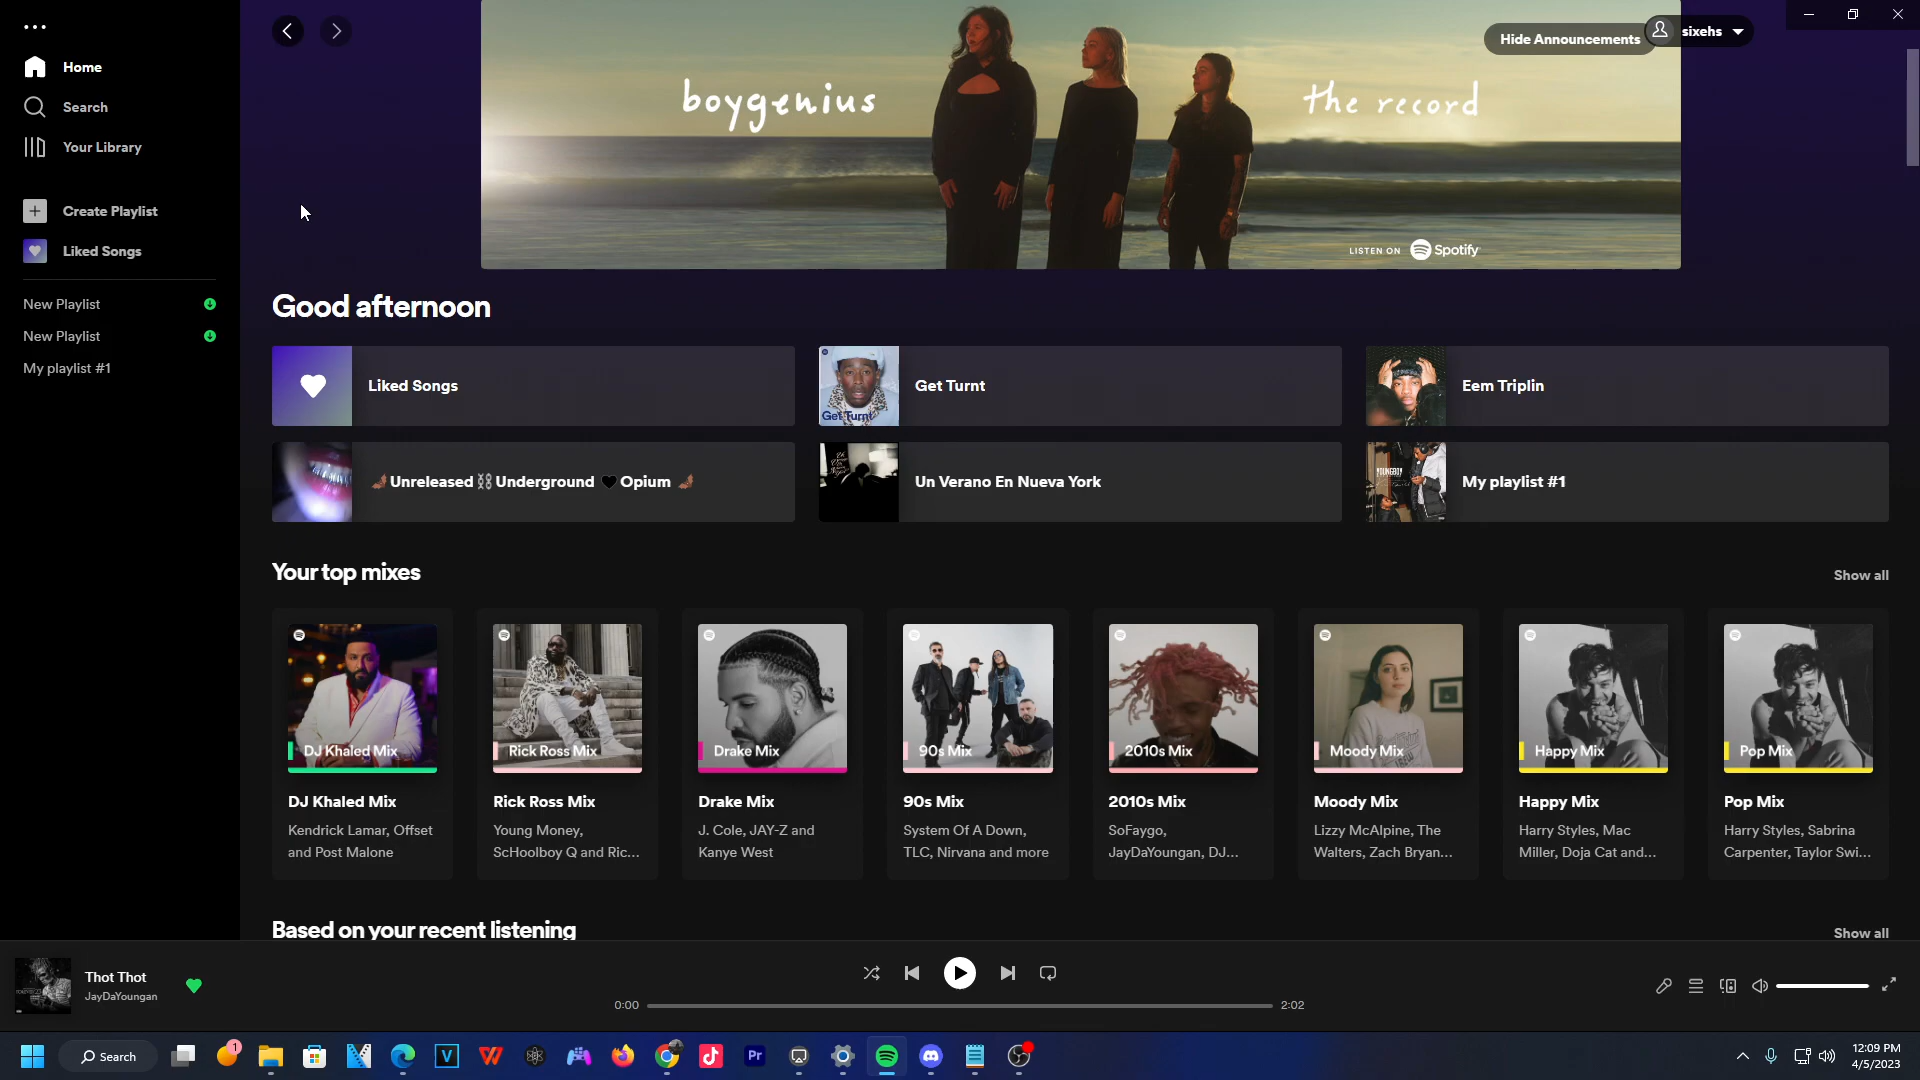 Home
Search
Your Library
Create Playlist
Liked Songs
New Playlist
New Playlist
My playlist #1
boygenius
the record
LISTEN ON Spotify
Hide Announcements
sixehs
Good afternoon
Liked Songs
Get Turnt
Get Turnt
Eem Triplin
Unreleased ⛓ Underground 🖤 Opium
Un Verano En Nueva York
YOUNGBOY
My playlist #1
Your top mixes
Show all
DJ Khaled Mix
Rick Ross Mix
Drake Mix
90s Mix
2010s Mix
Moody Mix
Happy Mix
Pop Mix
DJ Khaled Mix
Kendrick Lamar, Offset
and Post Malone
Rick Ross Mix
Young Money,
ScHoolboy Q and Ric...
Drake Mix
J. Cole, JAY-Z and
Kanye West
90s Mix
System Of A Down,
TLC, Nirvana and more
2010s Mix
SoFaygo,
JayDaYoungan, DJ...
Moody Mix
Lizzy McAlpine, The
Walters, Zach Bryan...
Happy Mix
Harry Styles, Mac
Miller, Doja Cat and...
Pop Mix
Harry Styles, Sabrina
Carpenter, Taylor Swi...
Based on your recent listening
Show all
Thot Thot
JayDaYoungan
0:00
2:02
Search
1
V
Pr
12:09 PM
4/5/2023